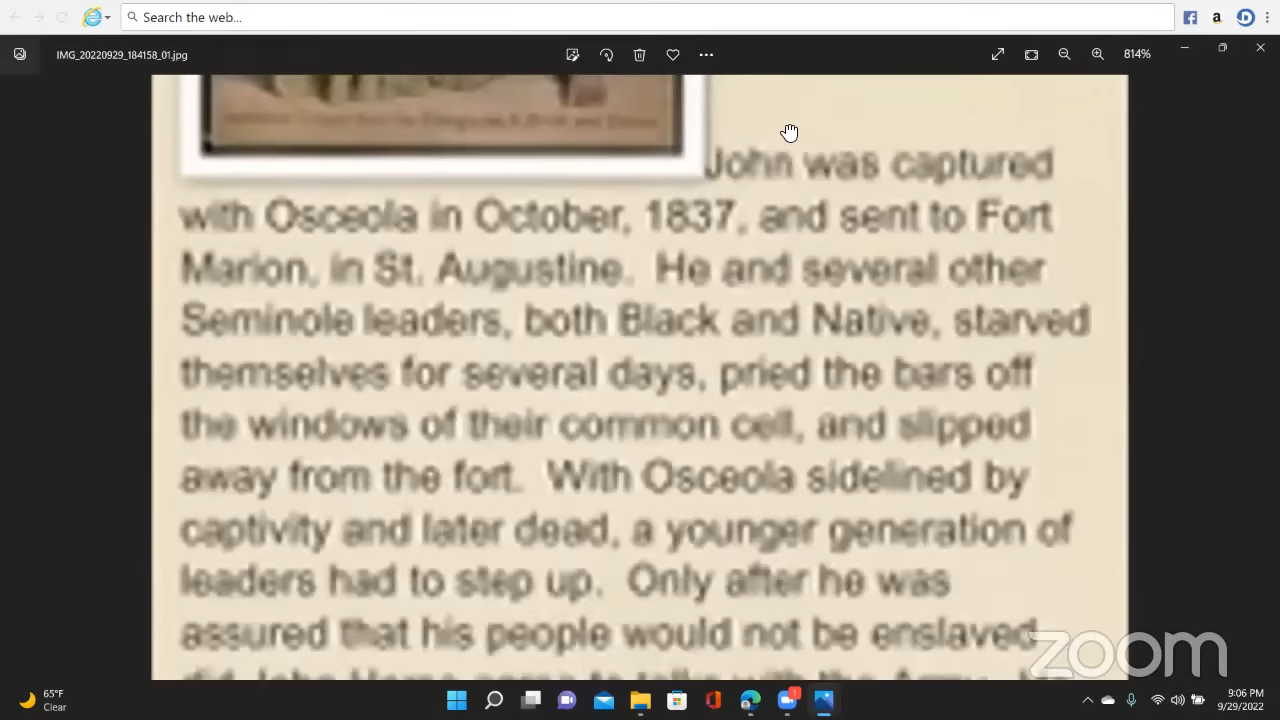 Search the web...
IMG_20220929_184158_01.jpg
814%
John was captured
with Osceola in October, 1837, and sent to Fort
Marion, in St. Augustine. He and several other
Seminole leaders, both Black and Native, starved
themselves for several days, pried the bars off
the windows of their common cell, and slipped
away from the fort. With Osceola sidelined by
captivity and later dead, a younger generation of
leaders had to step up. Only after he was
assured that his people would not be enslaved
zoom
65°F
Clear
9:06 PM
9/29/2022